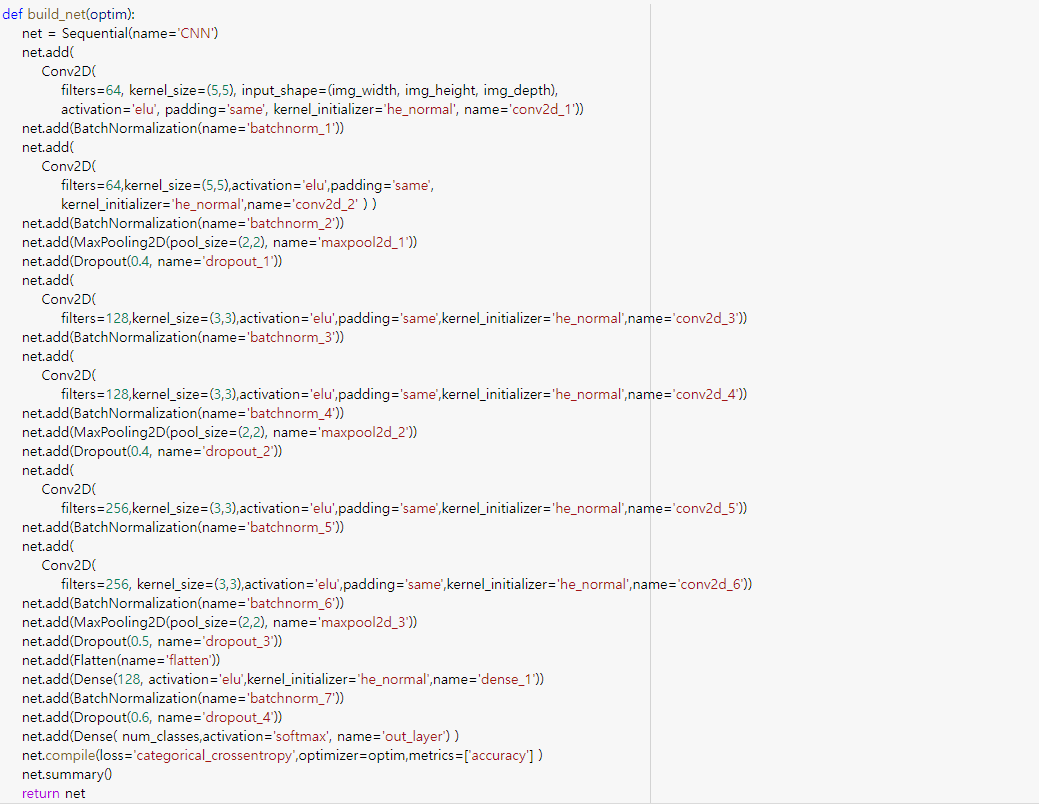 def build_net(optim):
net = Sequential(name='CNN')
net.add(
Conv2D(
filters=64, kernel_size=(5,5), input_shape=(img_width, img_height, img_depth),
activation='elu', padding='same', kernel_initializer='he_normal', name='conv2d_1'))
net.add(BatchNormalization(name='batchnorm_1'))
net.add(
Conv2D(
filters=64,kernel_size=(5,5),activation='elu',padding='same',
kernel_initializer='he_normal',name='conv2d_2' ) )
net.add(BatchNormalization(name='batchnorm_2'))
net.add(MaxPooling2D(pool_size=(2,2), name='maxpool2d_1'))
net.add(Dropout(0.4, name='dropout_1'))
net.add(
Conv2D(
filters=128,kernel_size=(3,3),activation='elu',padding='same',kernel_initializer='he_normal',name='conv2d_3'))
net.add(BatchNormalization(name='batchnorm_3'))
net.add(
Conv2D(
filters=128,kernel_size=(3,3),activation='elu',padding='same',kernel_initializer='he_normal',name='conv2d_4'))
net.add(BatchNormalization(name='batchnorm_4'))
net.add(MaxPooling2D(pool_size=(2,2), name='maxpool2d_2'))
net.add(Dropout(0.4, name='dropout_2'))
net.add(
Conv2D(
filters=256,kernel_size=(3,3),activation='elu',padding='same',kernel_initializer='he_normal',name='conv2d_5'))
net.add(BatchNormalization(name='batchnorm_5'))
net.add(
Conv2D(
filters=256, kernel_size=(3,3),activation='elu',padding='same',kernel_initializer='he_normal',name='conv2d_6'))
net.add(BatchNormalization(name='batchnorm_6'))
net.add(MaxPooling2D(pool_size=(2,2), name='maxpool2d_3'))
net.add(Dropout(0.5, name='dropout_3'))
net.add(Flatten(name='flatten'))
net.add(Dense(128, activation='elu',kernel_initializer='he_normal',name='dense_1'))
net.add(BatchNormalization(name='batchnorm_7'))
net.add(Dropout(0.6, name='dropout_4'))
net.add(Dense( num_classes,activation='softmax', name='out_layer') )
net.compile(loss='categorical_crossentropy',optimizer=optim,metrics=['accuracy'] )
net.summary()
return net